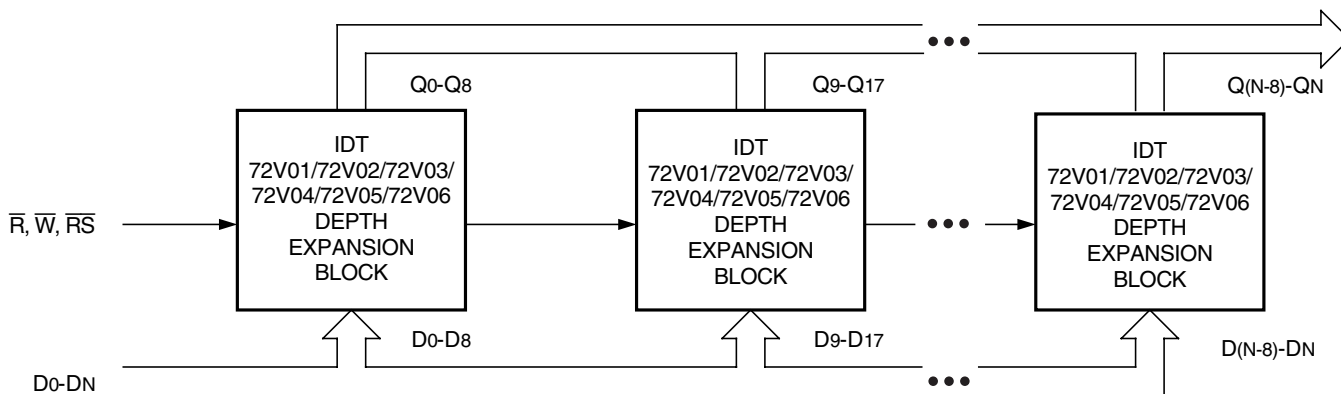 Q0-Q8
Q9-Q17
Q(N-8)-QN
IDT
72V01/72V02/72V03/
72V04/72V05/72V06
DEPTH
EXPANSION
BLOCK
IDT
72V01/72V02/72V03/
72V04/72V05/72V06
DEPTH
EXPANSION
BLOCK
IDT
72V01/72V02/72V03/
72V04/72V05/72V06
DEPTH
EXPANSION
BLOCK
R̅, W̅, R̅S̅
D0-D8
D9-D17
D(N-8)-DN
D0-DN